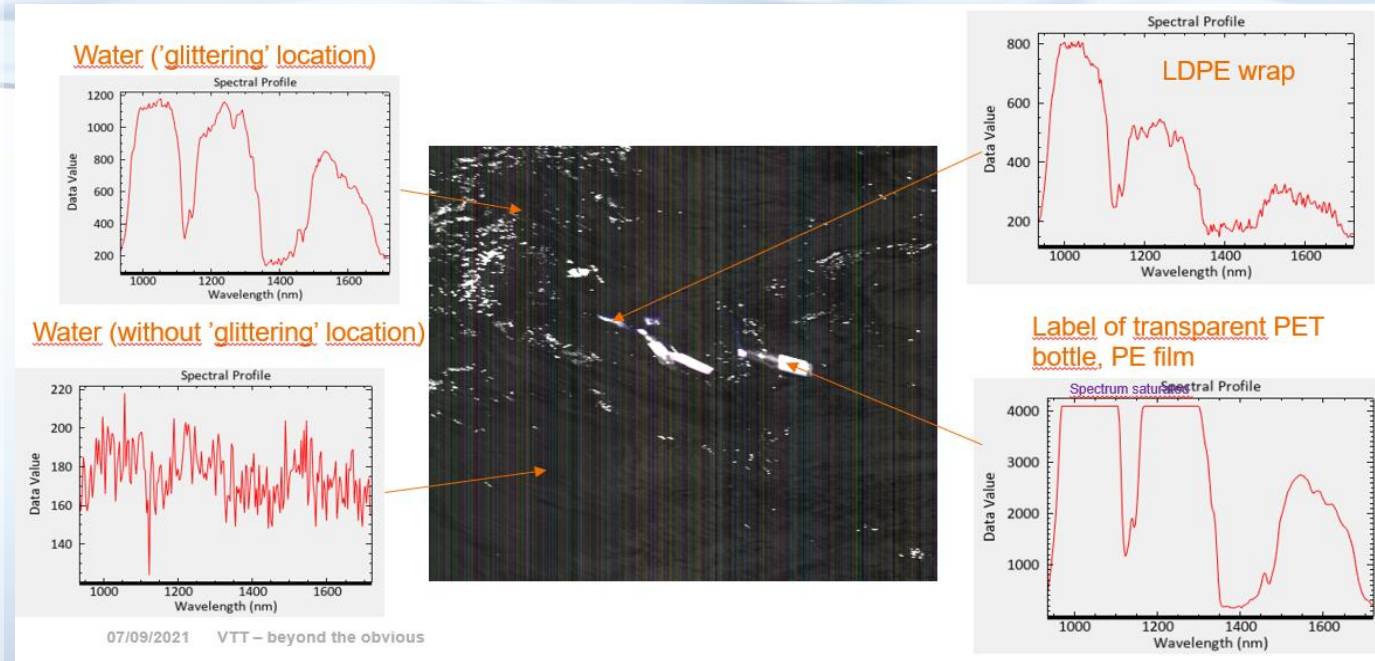 Water ('glittering' location)
Spectral Profile
1200
1000
800
600
400
200
Data Value
1000 1200 1400 1600
Wavelength (nm)
Spectral Profile
LDPE wrap
800
600
400
200
Data Value
1000 1200 1400 1600
Wavelength (nm)
Water (without 'glittering' location)
Spectral Profile
220
200
180
160
140
Data Value
1000 1200 1400 1600
Wavelength (nm)
Label of transparent PET
bottle, PE film
Spectral Profile
Spectrum saturated
4000
3000
2000
1000
Data Value
1000 1200 1400 1600
Wavelength (nm)
07/09/2021 VTT – beyond the obvious